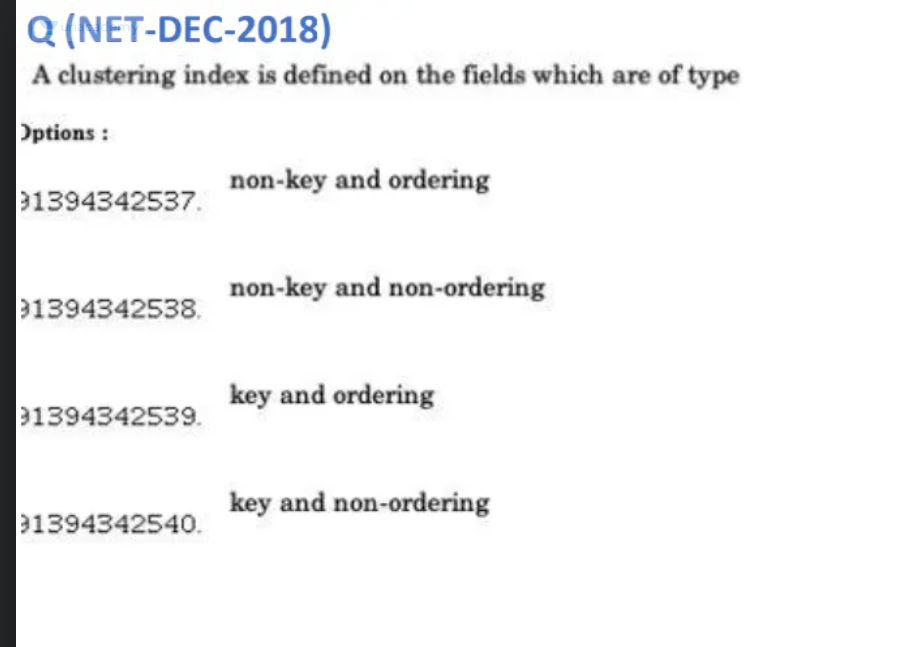 Q (NET-DEC-2018)
A clustering index is defined on the fields which are of type
Options :
91394342537. non-key and ordering
91394342538. non-key and non-ordering
91394342539. key and ordering
91394342540. key and non-ordering